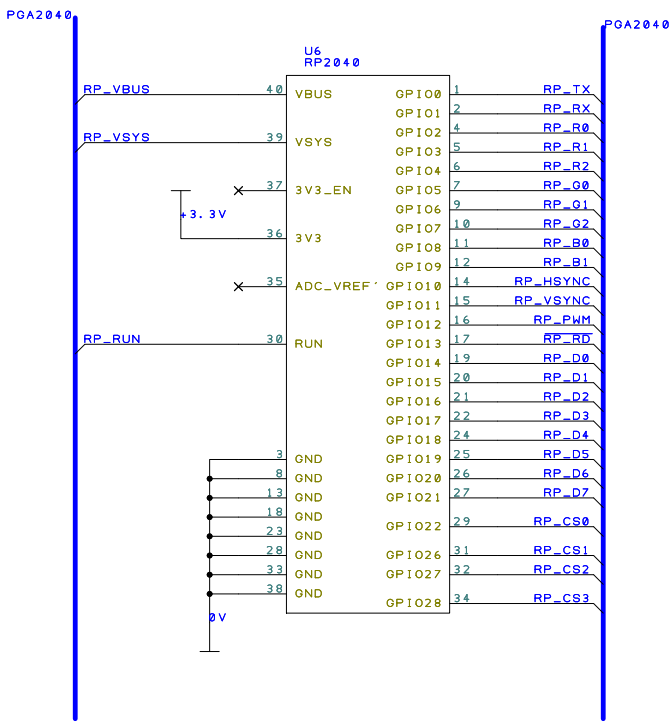 PGA2040
PGA2040
U6
RP2040
RP_VBUS 40 VBUS GPIO0 1 RP_TX
GPIO1 2 RP_RX
GPIO2 4 RP_R0
RP_VSYS 39 VSYS GPIO3 5 RP_R1
GPIO4 6 RP_R2
37 3V3_EN GPIO5 7 RP_G0
+3.3V GPIO6 9 RP_G1
GPIO7 10 RP_G2
36 3V3 GPIO8 11 RP_B0
GPIO9 12 RP_B1
35 ADC_VREF GPIO10 14 RP_HSYNC
GPIO11 15 RP_VSYNC
GPIO12 16 RP_PWM
RP_RUN 30 RUN GPIO13 17 RP_RD
GPIO14 19 RP_D0
GPIO15 20 RP_D1
GPIO16 21 RP_D2
GPIO17 22 RP_D3
GPIO18 24 RP_D4
3 GND GPIO19 25 RP_D5
8 GND GPIO20 26 RP_D6
13 GND GPIO21 27 RP_D7
18 GND
23 GND GPIO22 29 RP_CS0
28 GND GPIO26 31 RP_CS1
33 GND GPIO27 32 RP_CS2
38 GND
GPIO28 34 RP_CS3
0V